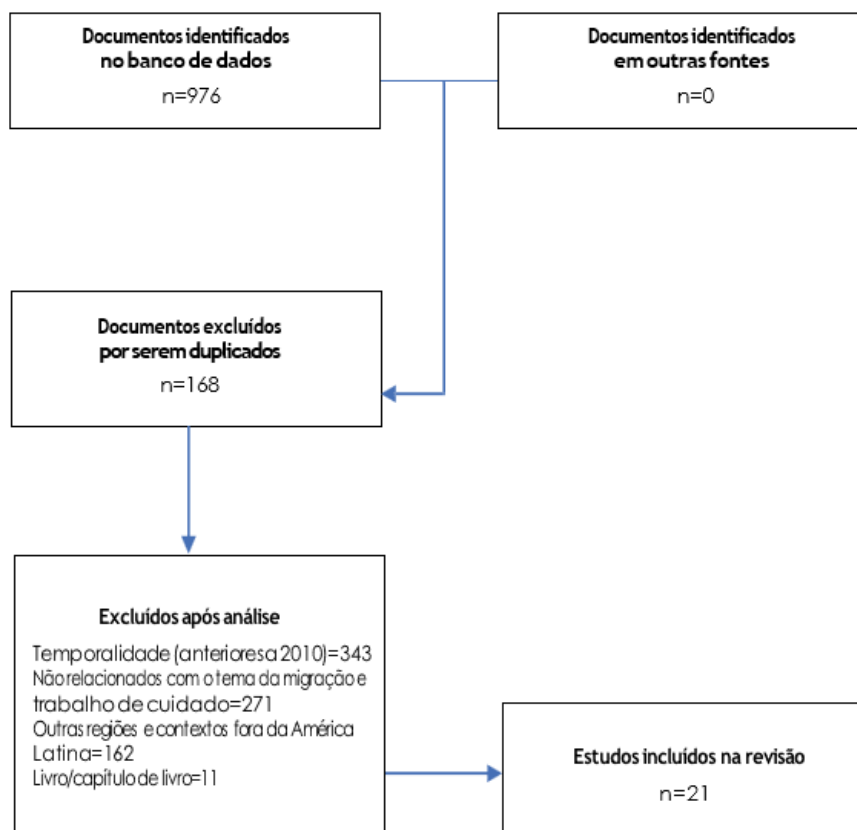 Documentos identificados
no banco de dados
n=976
Documentos identificados
em outras fontes
n=0
Documentos excluídos
por serem duplicados
n=168
Excluídos após análise
Temporalidade (anteriores a 2010)=343
Não relacionados com o tema da migração e
trabalho de cuidado=271
Outras regiões e contextos fora da América
Latina=162
Livro/capítulo de livro=11
Estudos incluídos na revisão
n=21